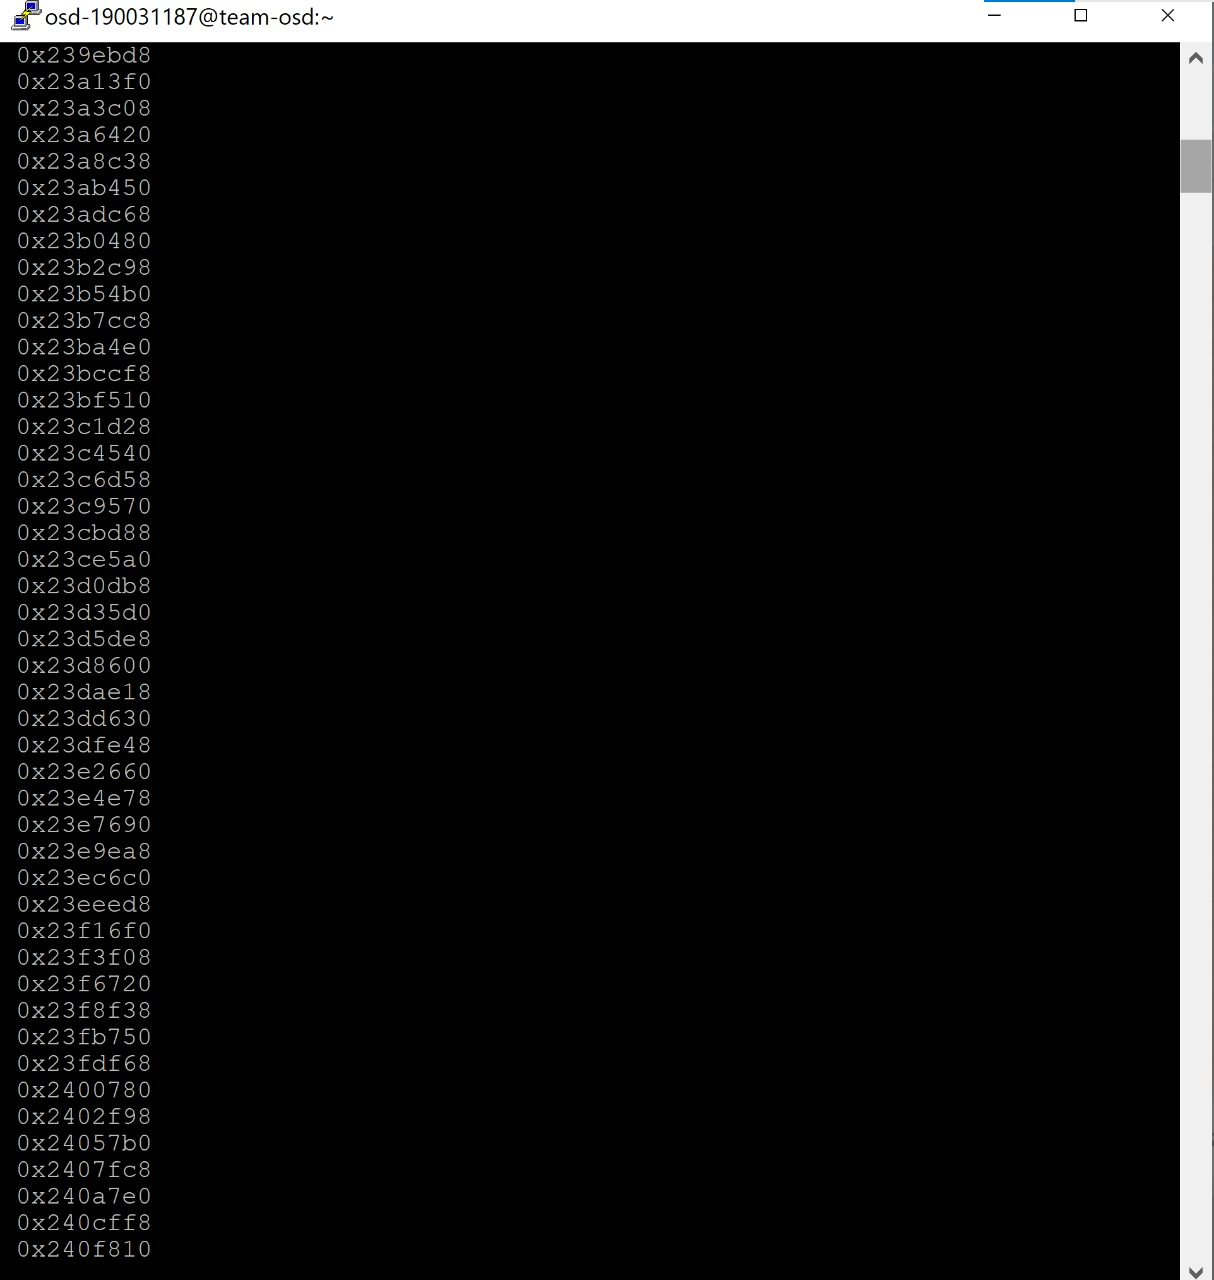 osd-190031187@team-osd:~
0x239ebd8
0x23a13f0
0x23a3c08
0x23a6420
0x23a8c38
0x23ab450
0x23adc68
0x23b0480
0x23b2c98
0x23b54b0
0x23b7cc8
0x23ba4e0
0x23bccf8
0x23bf510
0x23c1d28
0x23c4540
0x23c6d58
0x23c9570
0x23cbd88
0x23ce5a0
0x23d0db8
0x23d35d0
0x23d5de8
0x23d8600
0x23dae18
0x23dd630
0x23dfe48
0x23e2660
0x23e4e78
0x23e7690
0x23e9ea8
0x23ec6c0
0x23eeed8
0x23f16f0
0x23f3f08
0x23f6720
0x23f8f38
0x23fb750
0x23fdf68
0x2400780
0x2402f98
0x24057b0
0x2407fc8
0x240a7e0
0x240cff8
0x240f810